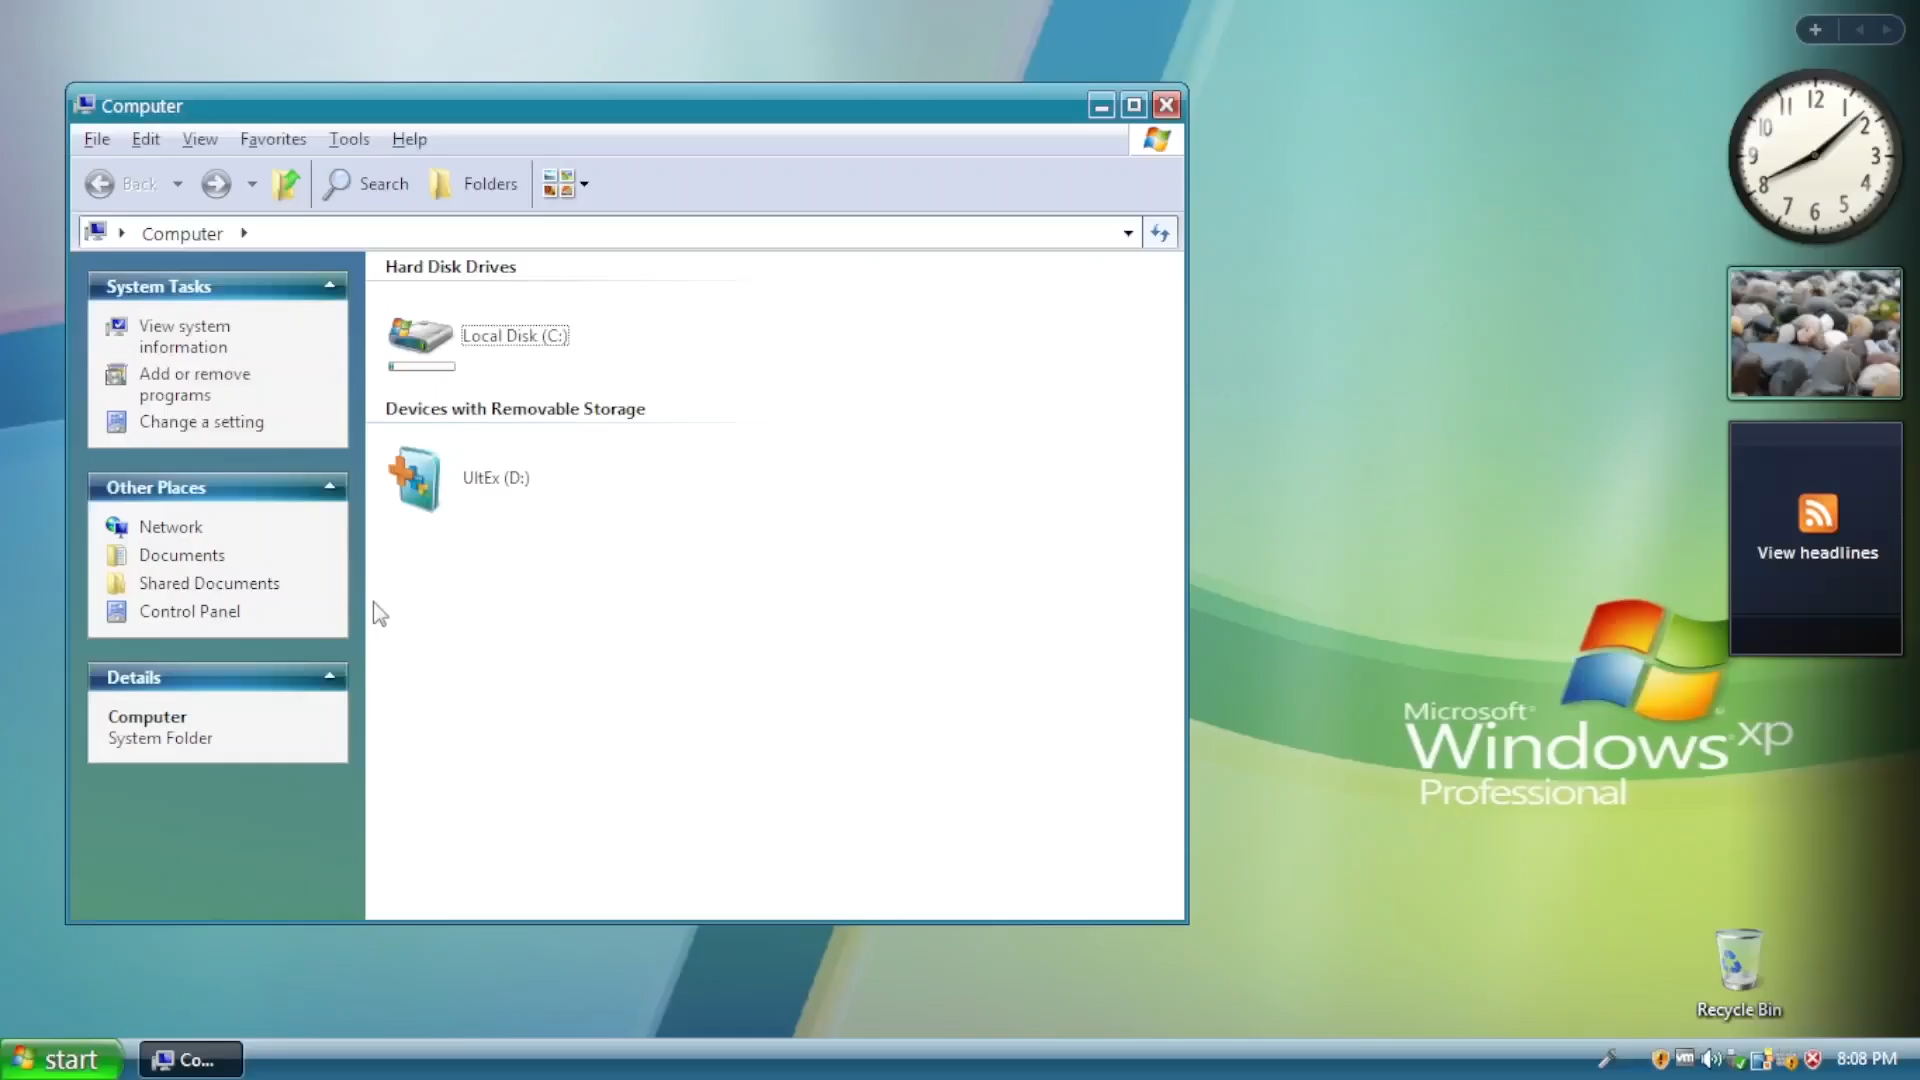 Computer
File Edit View Favorites Tools Help
Back Search Folders
Computer
System Tasks
View system
information
Add or remove
programs
Change a setting
Other Places
Network
Documents
Shared Documents
Control Panel
Details
Computer
System Folder
Hard Disk Drives
Local Disk (C:)
Devices with Removable Storage
UltEx (D:)
12
11 1
10 2
9 3
8 4
7 5
6
View headlines
Microsoft®
Windows® xp
Professional
Recycle Bin
start
Co...
vm
8:08 PM